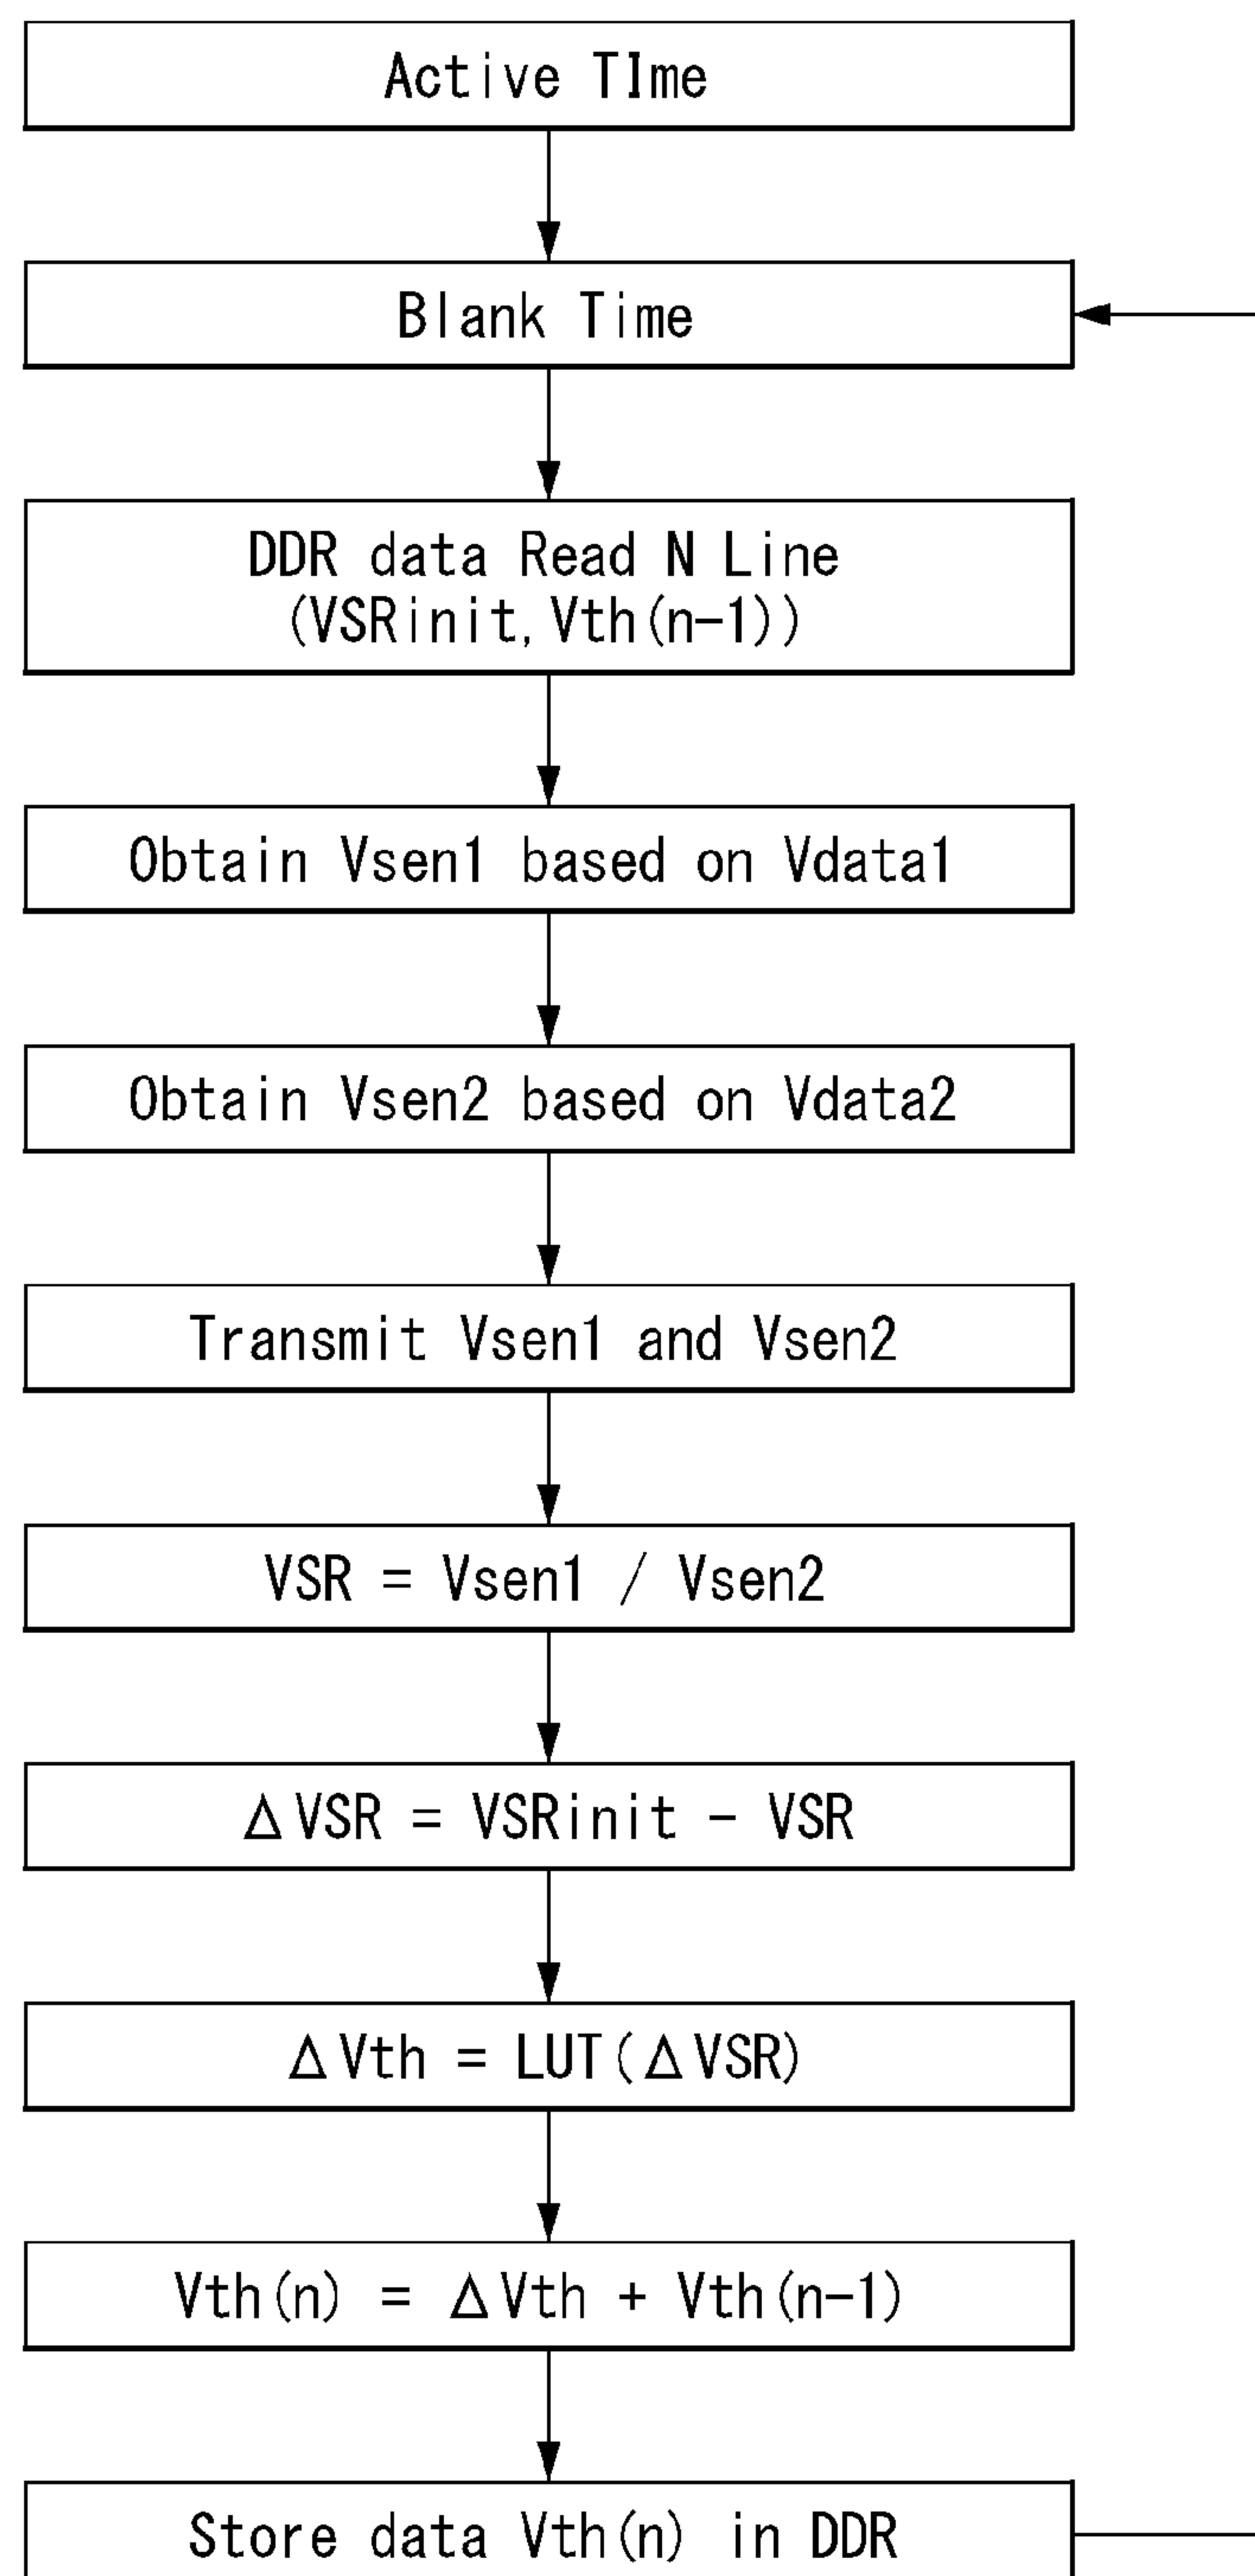 Active TIme
Blank Time
DDR data Read N Line
(VSRinit,Vth(n-1))
Obtain Vsen1 based on Vdata1
Obtain Vsen2 based on Vdata2
Transmit Vsen1 and Vsen2
VSR = Vsen1 / Vsen2
ΔVSR = VSRinit - VSR
ΔVth = LUT(ΔVSR)
Vth(n) = ΔVth + Vth(n-1)
Store data Vth(n) in DDR